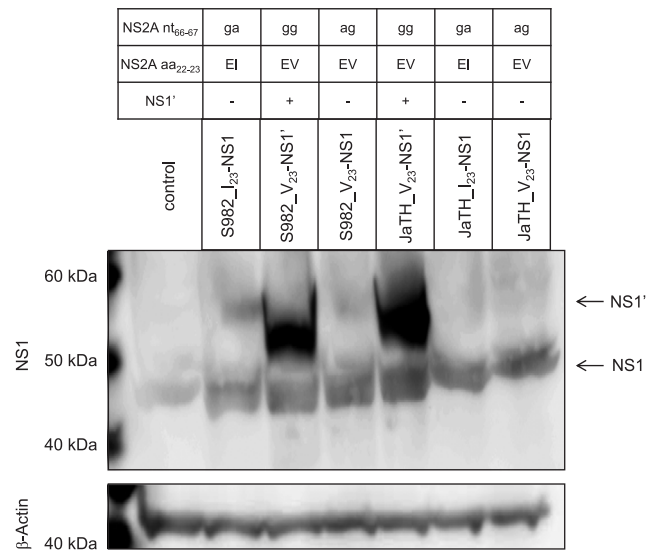 NS2A nt66-67 ga gg ag gg ga ag
NS2A aa22-23 EI EV EV EV EI EV
NS1' - + - + - -
control
S982_I23-NS1
S982_V23-NS1'
S982_V23-NS1
JaTH_V23-NS1'
JaTH_I23-NS1
JaTH_V23-NS1
NS1
60 kDa
50 kDa
40 kDa
← NS1'
← NS1
β-Actin
40 kDa